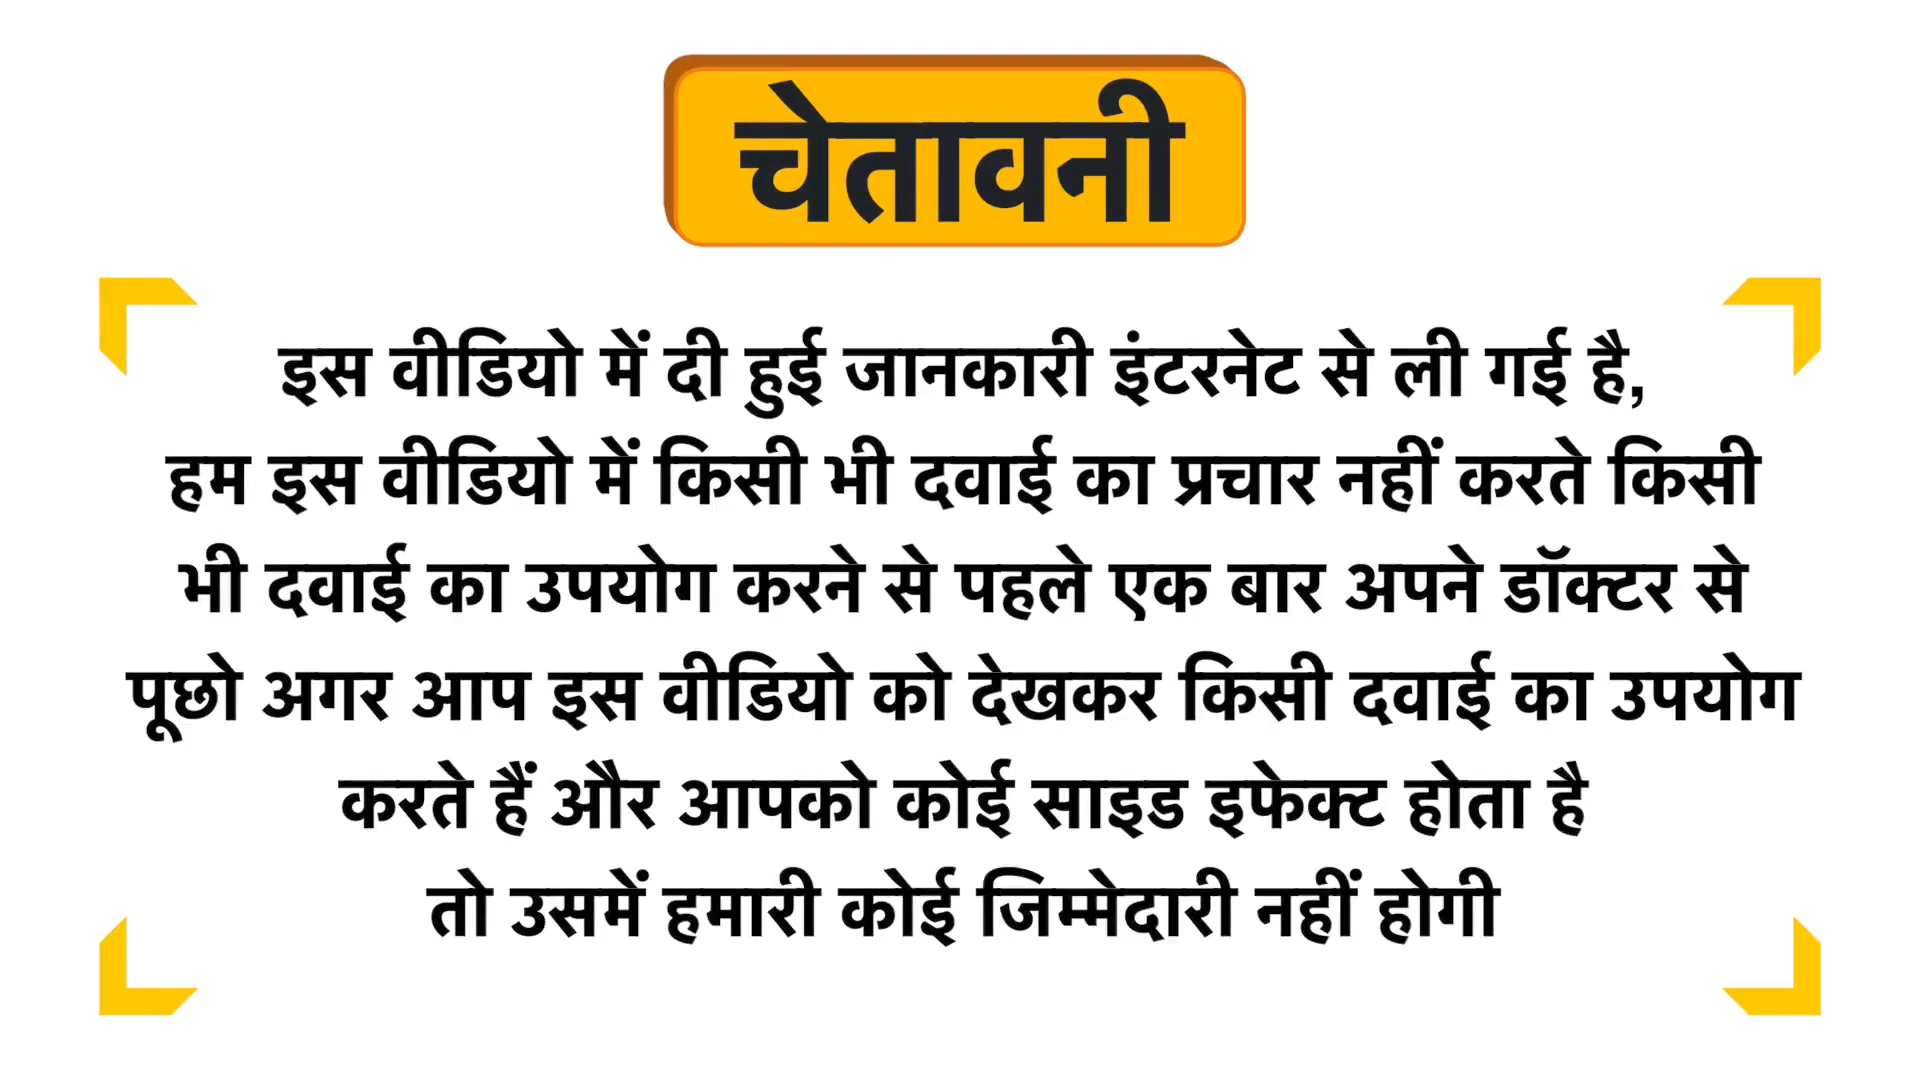 चेतावनी
इस वीडियो में दी हुई जानकारी इंटरनेट से ली गई है,
हम इस वीडियो में किसी भी दवाई का प्रचार नहीं करते किसी
भी दवाई का उपयोग करने से पहले एक बार अपने डॉक्टर से
पूछो अगर आप इस वीडियो को देखकर किसी दवाई का उपयोग
करते हैं और आपको कोई साइड इफेक्ट होता है
तो उसमें हमारी कोई जिम्मेदारी नहीं होगी